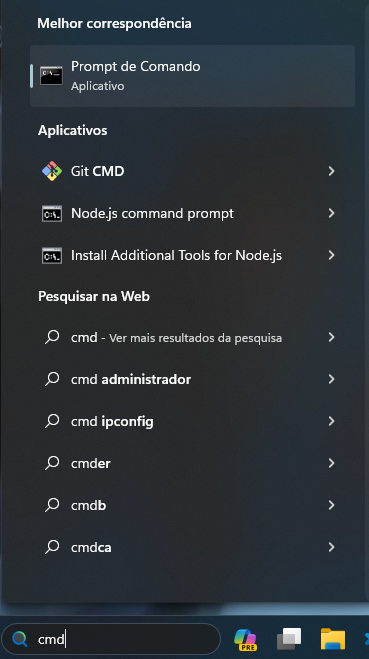 Melhor correspondência
Prompt de Comando
Aplicativo
Aplicativos
Git CMD
Node.js command prompt
Install Additional Tools for Node.js
Pesquisar na Web
cmd - Ver mais resultados da pesquisa
cmd administrador
cmd ipconfig
cmder
cmdb
cmdca
cmd
PRE